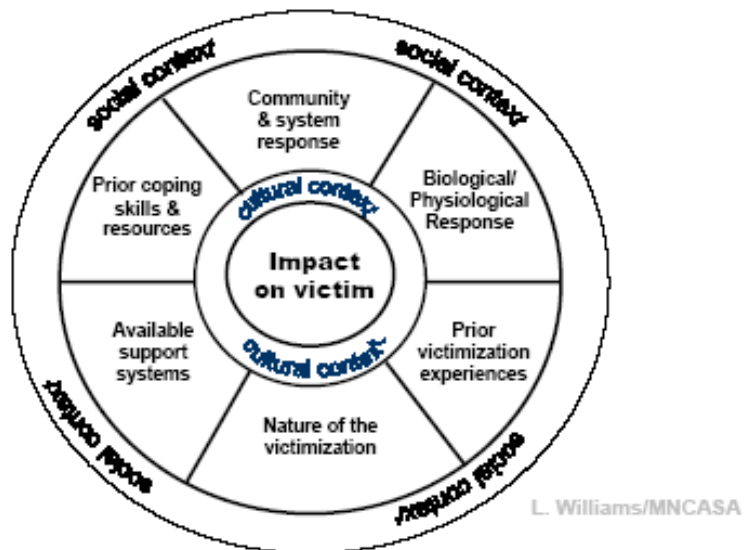 social context
social context
Community
& system
response
Prior coping
skills &
resources
Biological/
Physiological
Response
cultural context
Impact
on victim
cultural context
Available
support
systems
Prior
victimization
experiences
Nature of the
victimization
social context
social context
L. Williams/MNCASA